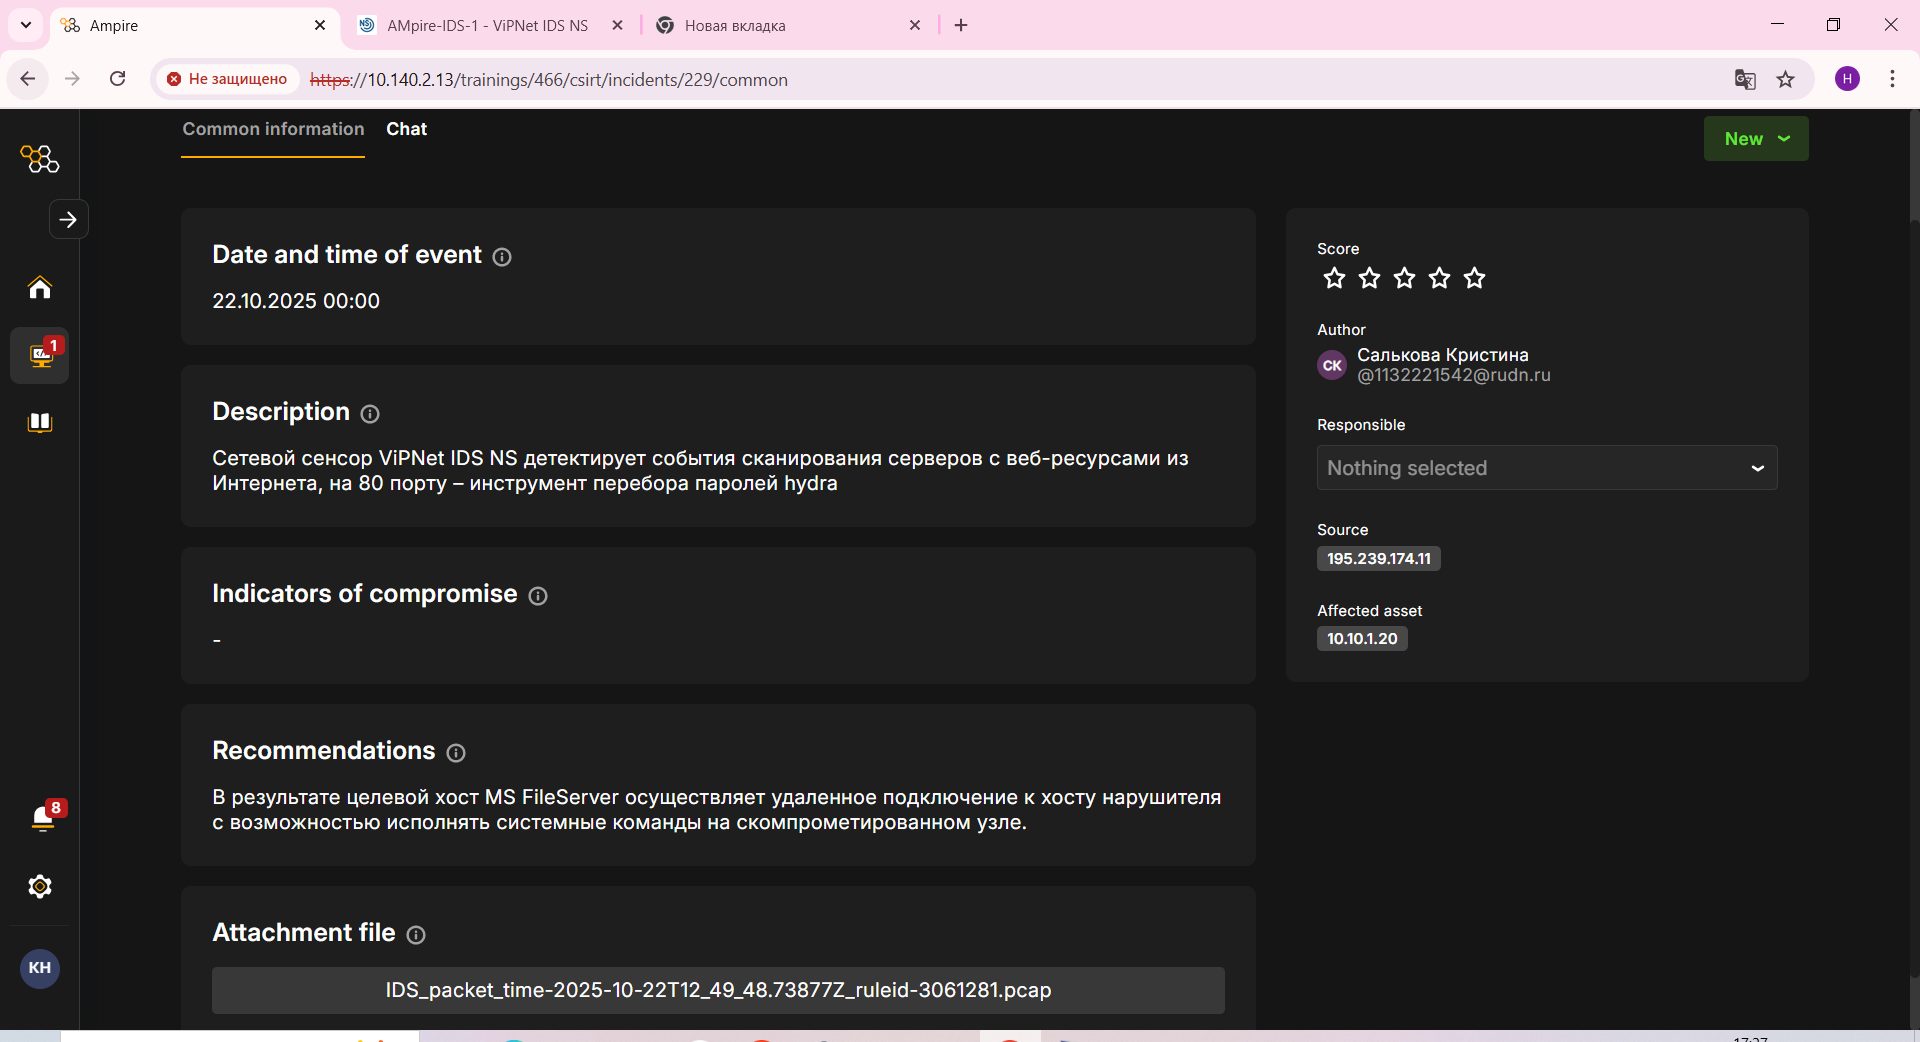 Ampire
AMpire-IDS-1 - ViPNet IDS NS
Новая вкладка
Не защищено
https://10.140.2.13/trainings/466/csirt/incidents/229/common
H
Common information
Chat
New
1
8
KH
Date and time of event
22.10.2025 00:00
Description
Сетевой сенсор ViPNet IDS NS детектирует события сканирования серверов с веб-ресурсами из
Интернета, на 80 порту – инструмент перебора паролей hydra
Indicators of compromise
-
Recommendations
В результате целевой хост MS FileServer осуществляет удаленное подключение к хосту нарушителя
с возможностью исполнять системные команды на скомпрометированном узле.
Attachment file
IDS_packet_time-2025-10-22T12_49_48.73877Z_ruleid-3061281.pcap
Score
Author
СК
Салькова Кристина
@1132221542@rudn.ru
Responsible
Nothing selected
Source
195.239.174.11
Affected asset
10.10.1.20